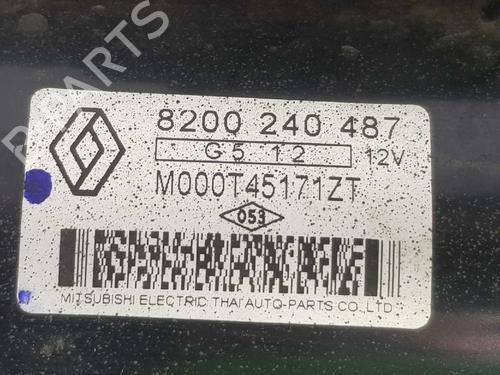 8200 240 487
G5 12 12V
M000T45171ZT
053
MITSUBISHI ELECTRIC THAI AUTO-PARTS CO.,LTD.